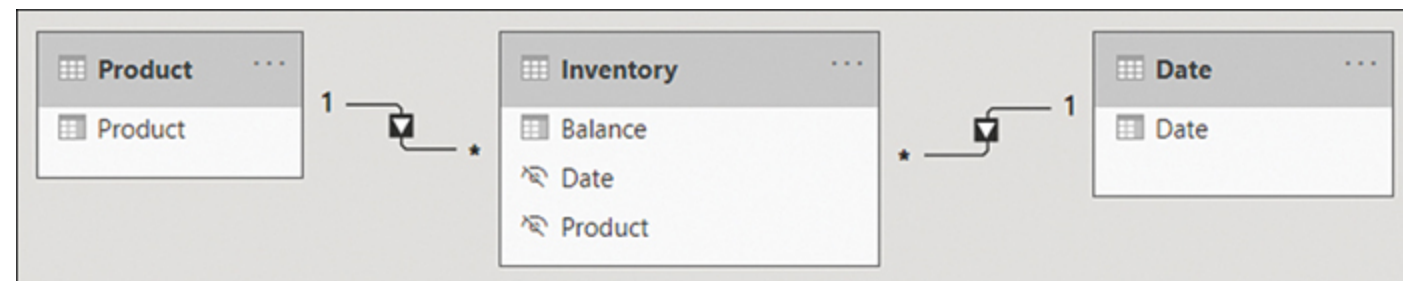 Product ...
Product
1
*
Inventory ...
Balance
Date
Product
*
1
Date ...
Date